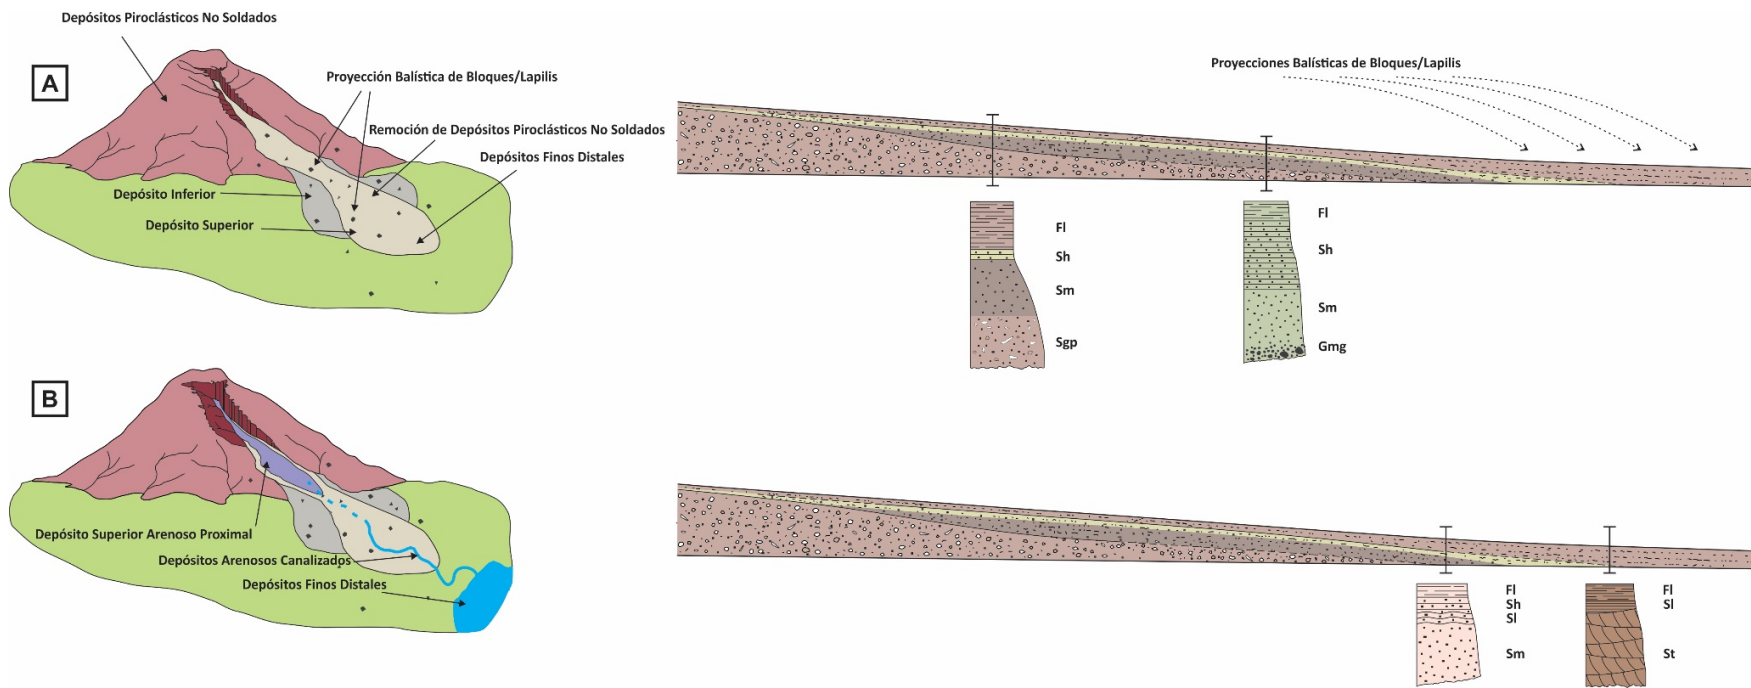 Depósitos Piroclásticos No Soldados
A
Proyección Balística de Bloques/Lapilis
Remoción de Depósitos Piroclásticos No Soldados
Depósitos Finos Distales
Depósito Inferior
Depósito Superior
Proyecciones Balísticas de Bloques/Lapilis
Fl
Sh
Sm
Sgp
Fl
Sh
Sm
Gmg
B
Depósito Superior Arenoso Proximal
Depósitos Arenosos Canalizados
Depósitos Finos Distales
Fl
Sh
Sl
Sm
Fl
Sl
St